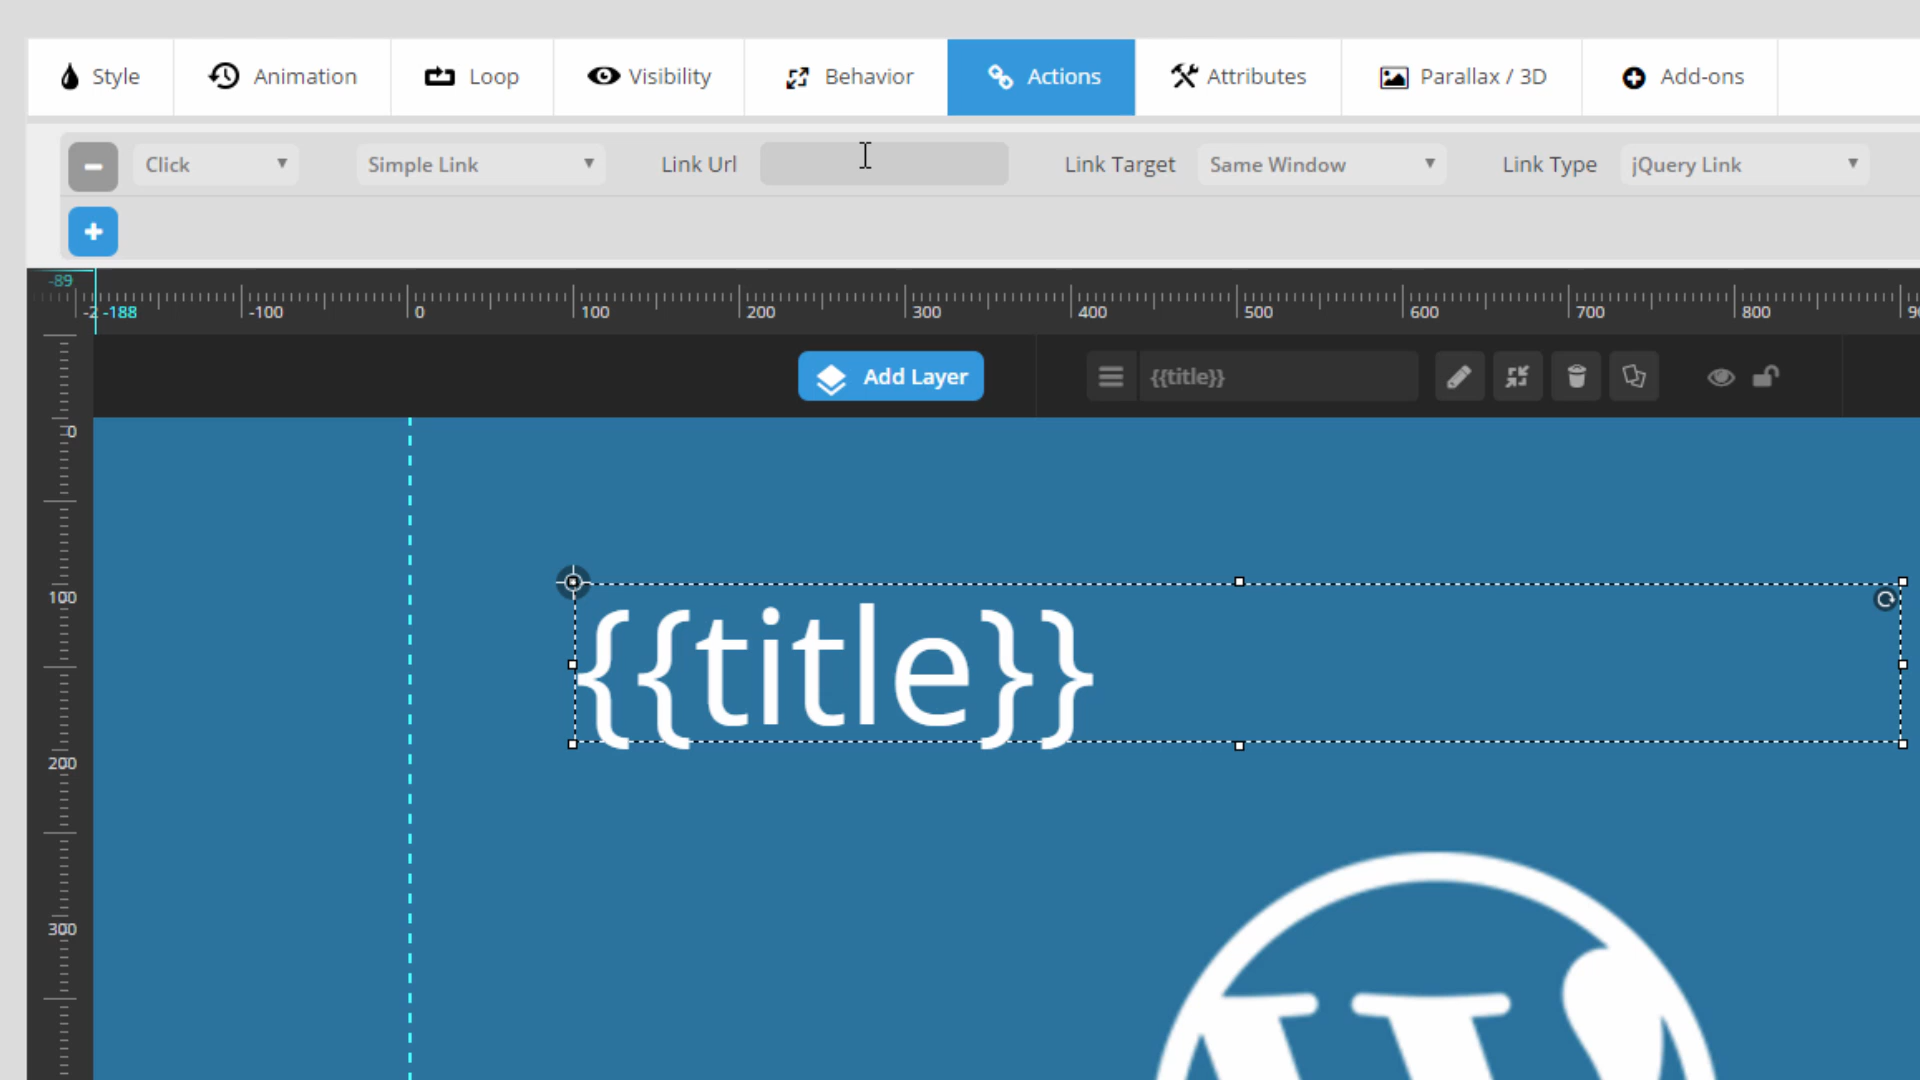 Style Animation Loop Visibility Behavior Actions Attributes Parallax / 3D Add-ons
Click Simple Link Link Url Link Target Same Window Link Type jQuery Link
-89
-188 -100 0 100 200 300 400 500 600 700 800
Add Layer {{title}}
0
100
{{title}}
200
300